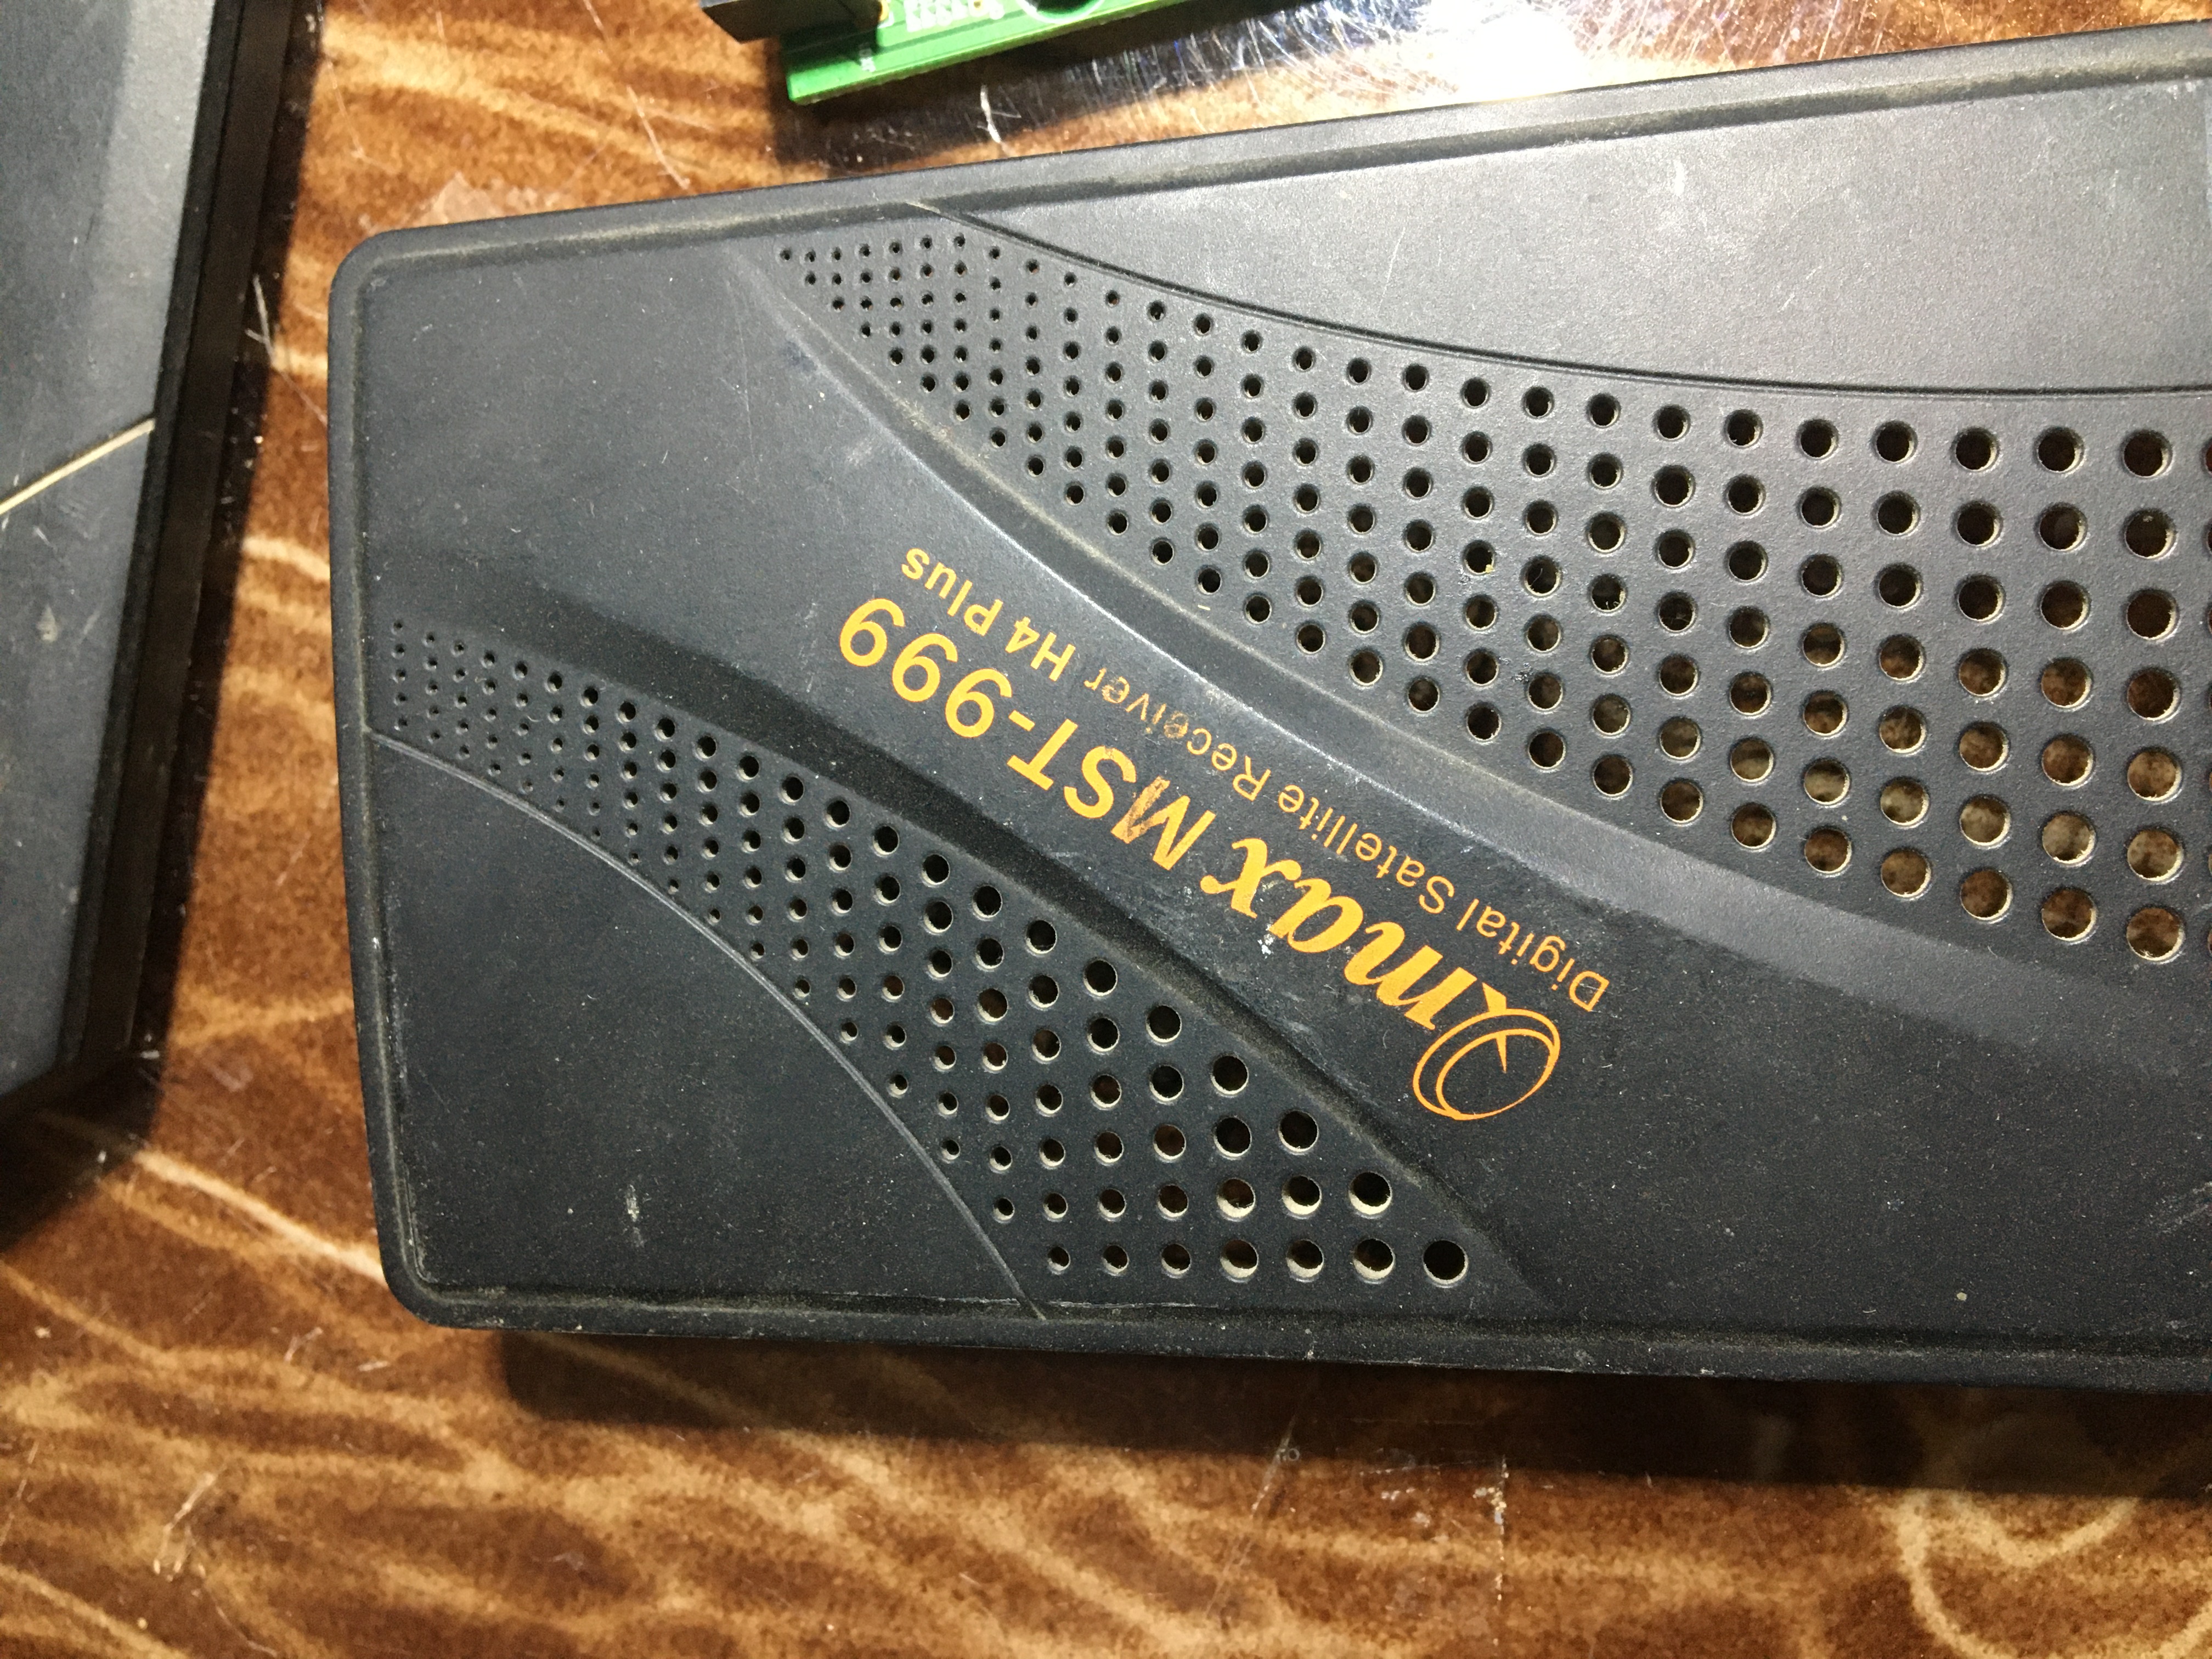 Qmax MST-999
Digital Satellite Receiver H4 Plus